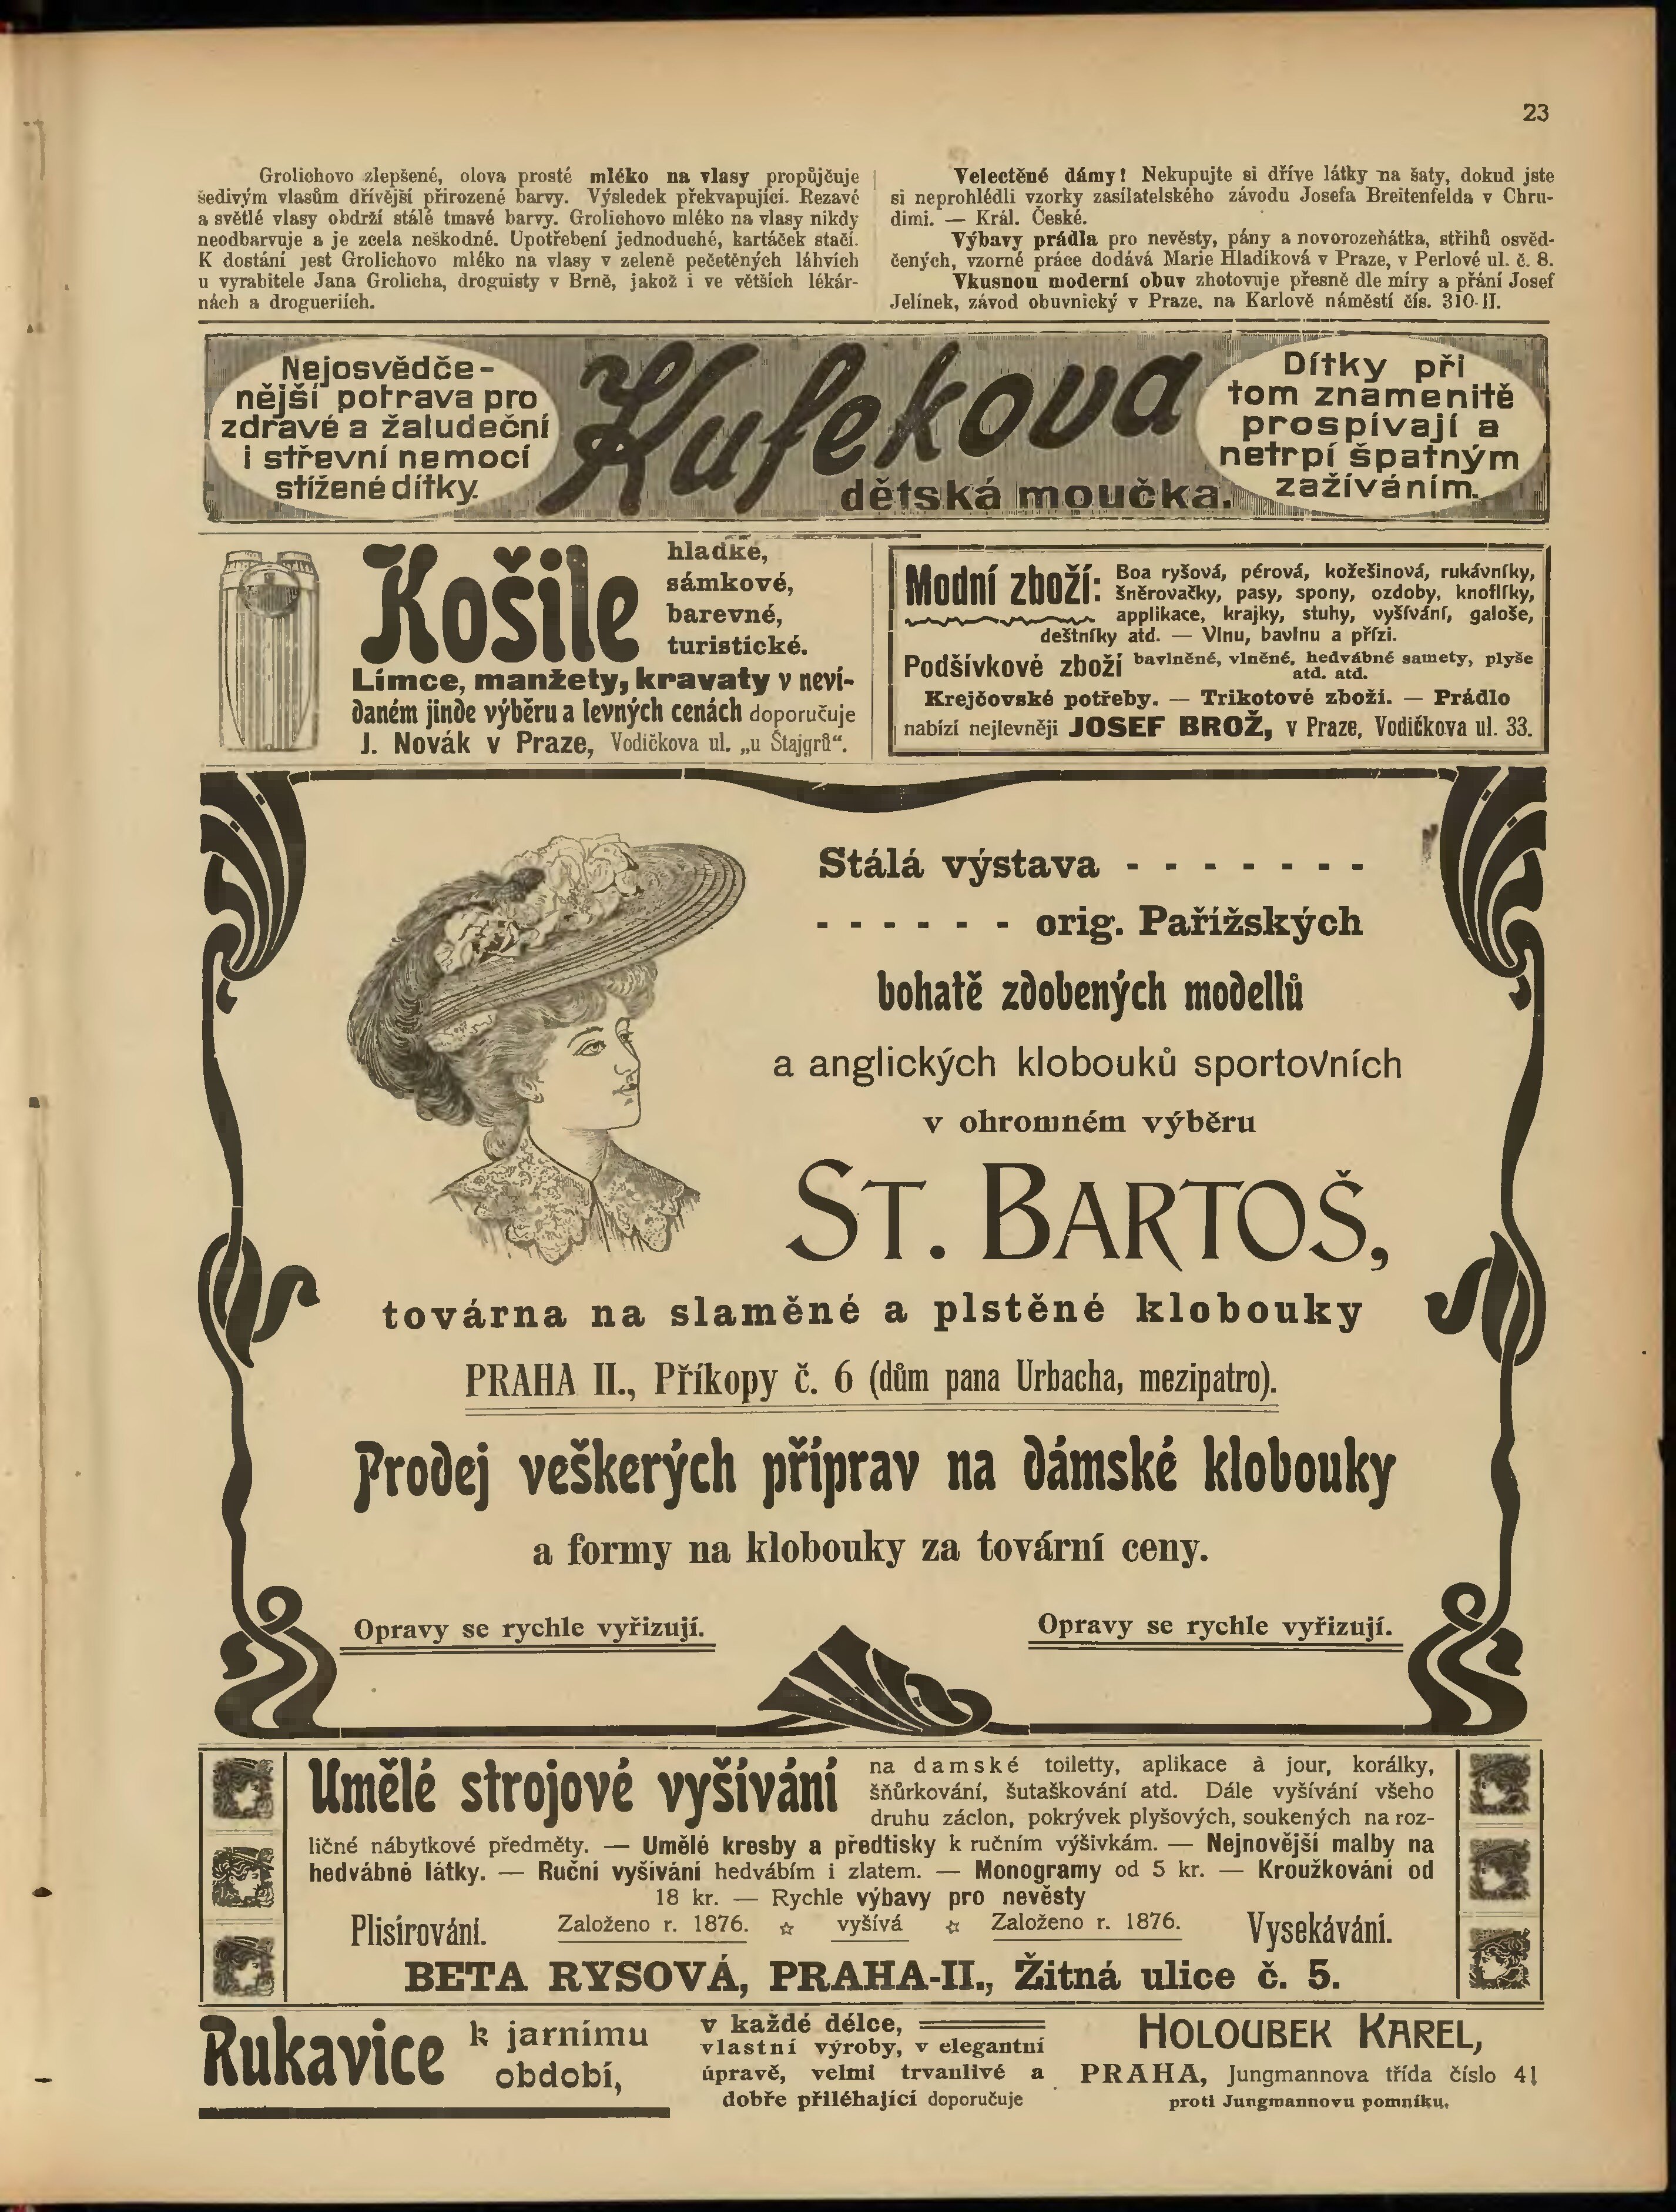 23
Grolichovo zlepšené, olova prosté mléko na vlasy propůjčuje
šedivým vlasům dřívější přirozené barvy. Výsledek překvapující. Rezavé
a světlé vlasy obdrží stálé tmavé barvy. Grolichovo mléko na vlasy nikdy
neodbarvuje a je zcela neškodné. Upotřebení jednoduché, kartáček stačí.
K dostání jest Grolichovo mléko na vlasy v zeleně pečetěných láhvích
u vyrabitele Jana Grolicha, droguisty v Brně, jakož i ve větších lékár-
nách a drogueriích.
Velectěné dámy! Nekupujte si dříve látky na šaty, dokud jste
si neprohlédli vzorky zasílatelského závodu Josefa Breitenfelda v Chru-
dimi. — Král. České.
Výbavy prádla pro nevěsty, pány a novorozeňátka, střihů osvěd-
čených, vzorné práce dodává Marie Hladíková v Praze, v Perlové ul. č. 8.
Vkusnou moderní obuv zhotovuje přesně dle míry a přání Josef
Jelínek, závod obuvnický v Praze, na Karlově náměstí čís. 310-II.
Nejosvědče-
nější potrava pro
zdravé a žaludeční
i střevní nemocí
stížené dítky.
Kufekova
dětská moučka.
Dítky při
tom znamenitě
prospívají a
netrpí špatným
zažíváním.
Košile
hladké,
sámkové,
barevné,
turistické.
Límce, manžety, kravaty v neví-
daném jinde výběru a levných cenách doporučuje
J. Novák v Praze, Vodičkova ul. „u Štajgrů“.
Modní zboží: Boa ryšová, pérová, kožešinová, rukávníky,
šněrovačky, pasy, spony, ozdoby, knoflíky,
applikace, krajky, stuhy, vyšívání, galoše,
deštníky atd. — Vlnu, bavlnu a přízi.
Podšívkové zboží bavlněné, vlněné, hedvábné samety, plyše
atd. atd.
Krejčovské potřeby. — Trikotové zboží. — Prádlo
nabízí nejlevněji JOSEF BROŽ, v Praze, Vodičkova ul. 33.
Stálá výstava - - - - - - -
- - - - - - orig. Pařížských
bohatě zdobených modellů
a anglických klobouků sportovních
v ohromném výběru
ST. BARTOŠ,
továrna na slaměné a plstěné klobouky
PRAHA II., Příkopy č. 6 (dům pana Urbacha, mezipatro).
Prodej veškerých příprav na dámské klobouky
a formy na klobouky za tovární ceny.
Opravy se rychle vyřizují.
Opravy se rychle vyřizují.
Umělé strojové vyšívání
na damské toiletty, aplikace à jour, korálky,
šňůrkování, šutaškování atd. Dále vyšívání všeho
druhu záclon, pokrývek plyšových, soukených na roz-
ličné nábytkové předměty. — Umělé kresby a předtisky k ručním výšivkám. — Nejnovější malby na
hedvábné látky. — Ruční vyšívání hedvábím i zlatem. — Monogramy od 5 kr. — Kroužkování od
18 kr. — Rychle výbavy pro nevěsty
Plisírování. Založeno r. 1876. ☆ vyšívá ☆ Založeno r. 1876. Vysekávání.
BETA RYSOVÁ, PRAHA-II., Žitná ulice č. 5.
Rukavice
k jarnímu
období,
v každé délce,
vlastní výroby, v elegantní
úpravě, velmi trvanlivé a
dobře přiléhající doporučuje
HOLOUBEK KAREL,
PRAHA, Jungmannova třída číslo 41
proti Jungmannovu pomníku.